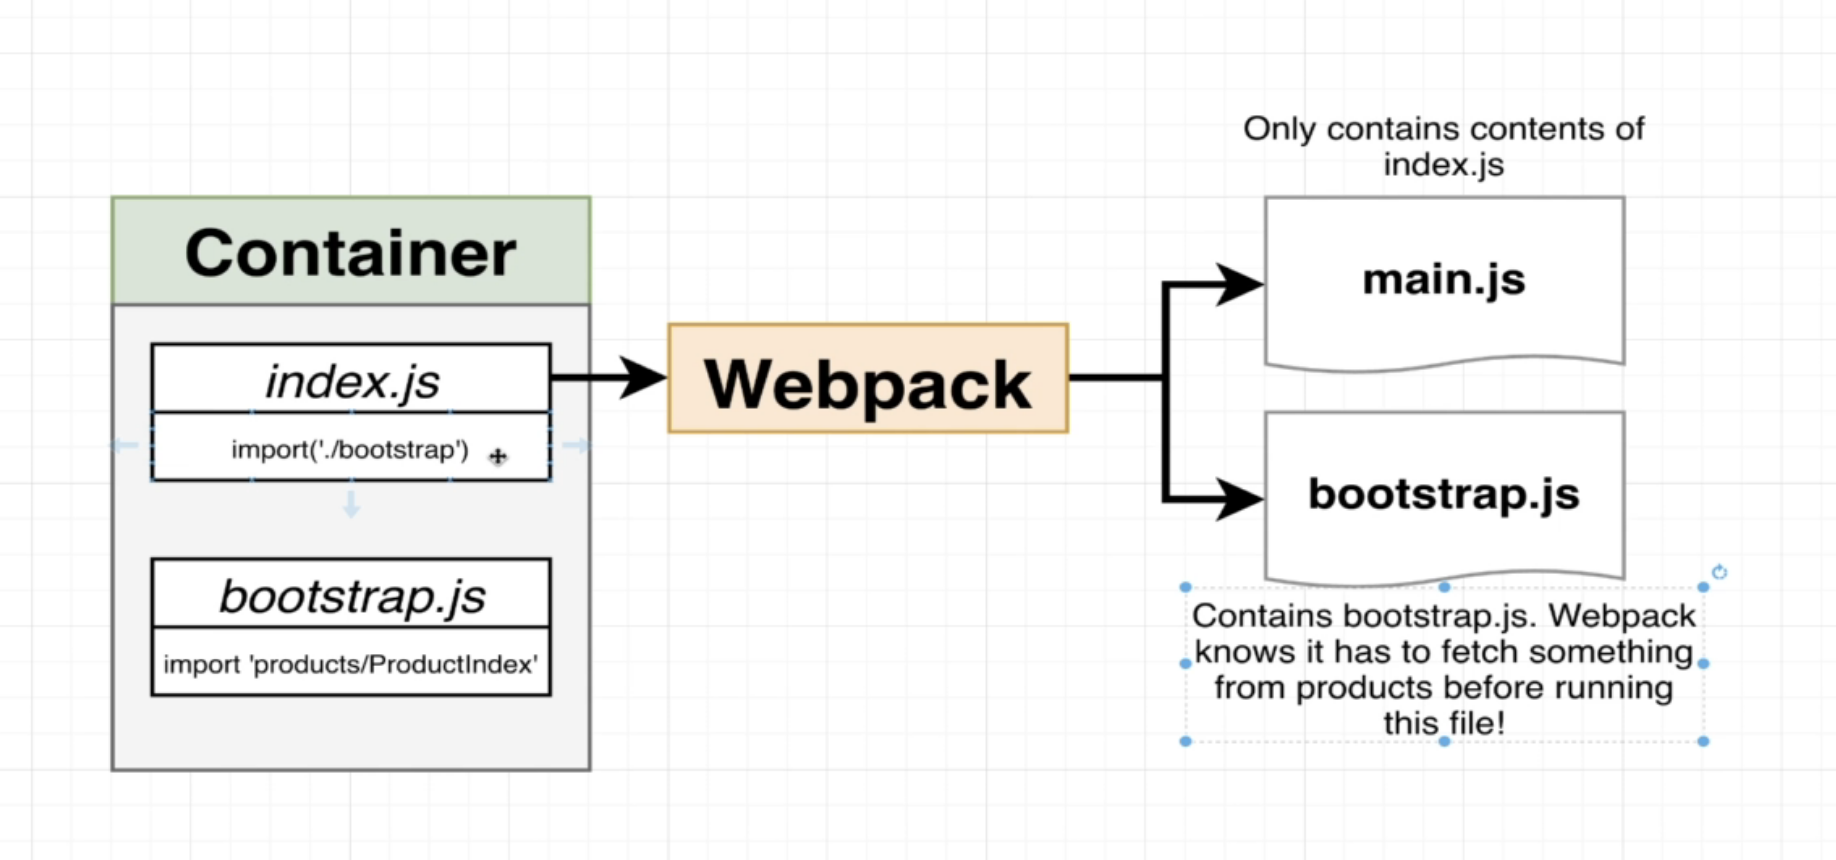 Only contains contents of
index.js
Container
main.js
index.js
import('./bootstrap')
Webpack
bootstrap.js
bootstrap.js
import 'products/ProductIndex'
Contains bootstrap.js. Webpack
knows it has to fetch something
from products before running
this file!